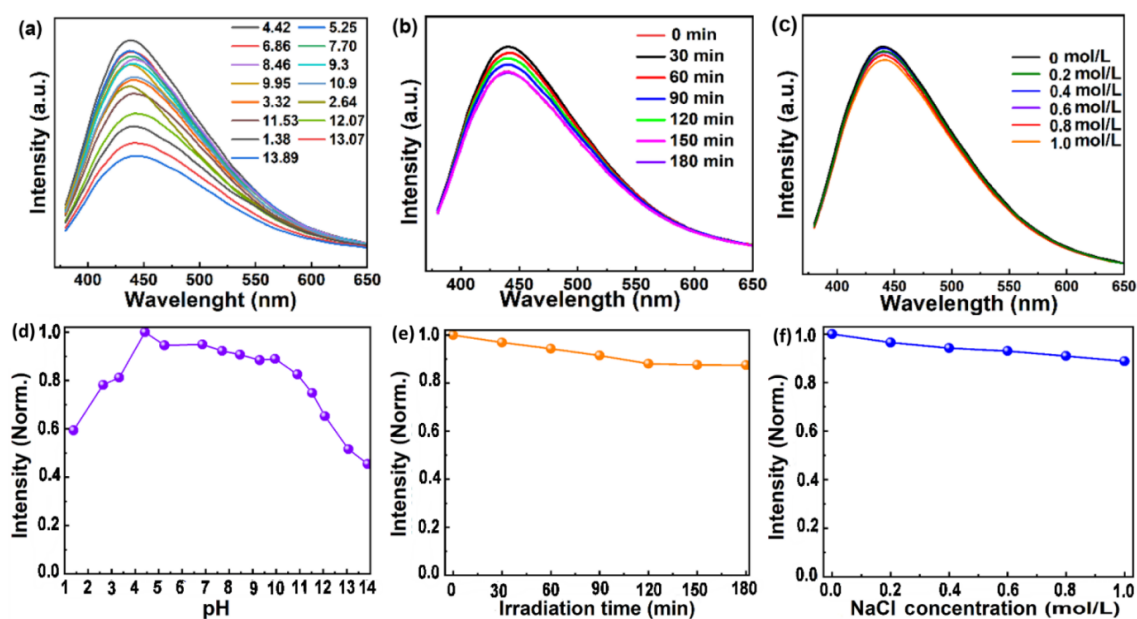 (a)
4.42 5.25
6.86 7.70
8.46 9.3
9.95 10.9
3.32 2.64
11.53 12.07
1.38 13.07
13.89
Intensity (a.u.)
400 450 500 550 600 650
Wavelenght (nm)
(b)
0 min
30 min
60 min
90 min
120 min
150 min
180 min
Intensity (a.u.)
400 450 500 550 600 650
Wavelength (nm)
(c)
0 mol/L
0.2 mol/L
0.4 mol/L
0.6 mol/L
0.8 mol/L
1.0 mol/L
Intensity (a.u.)
400 450 500 550 600 650
Wavelength (nm)
(d)
1.0
0.8
0.6
0.4
0.2
0.0
Intensity (Norm.)
1 2 3 4 5 6 7 8 9 10 11 12 13 14
pH
(e)
1.0
0.8
0.6
0.4
0.2
0.0
Intensity (Norm.)
0 30 60 90 120 150 180
Irradiation time (min)
(f)
1.0
0.8
0.6
0.4
0.2
0.0
Intensity (Norm.)
0.0 0.2 0.4 0.6 0.8 1.0
NaCl concentration (mol/L)